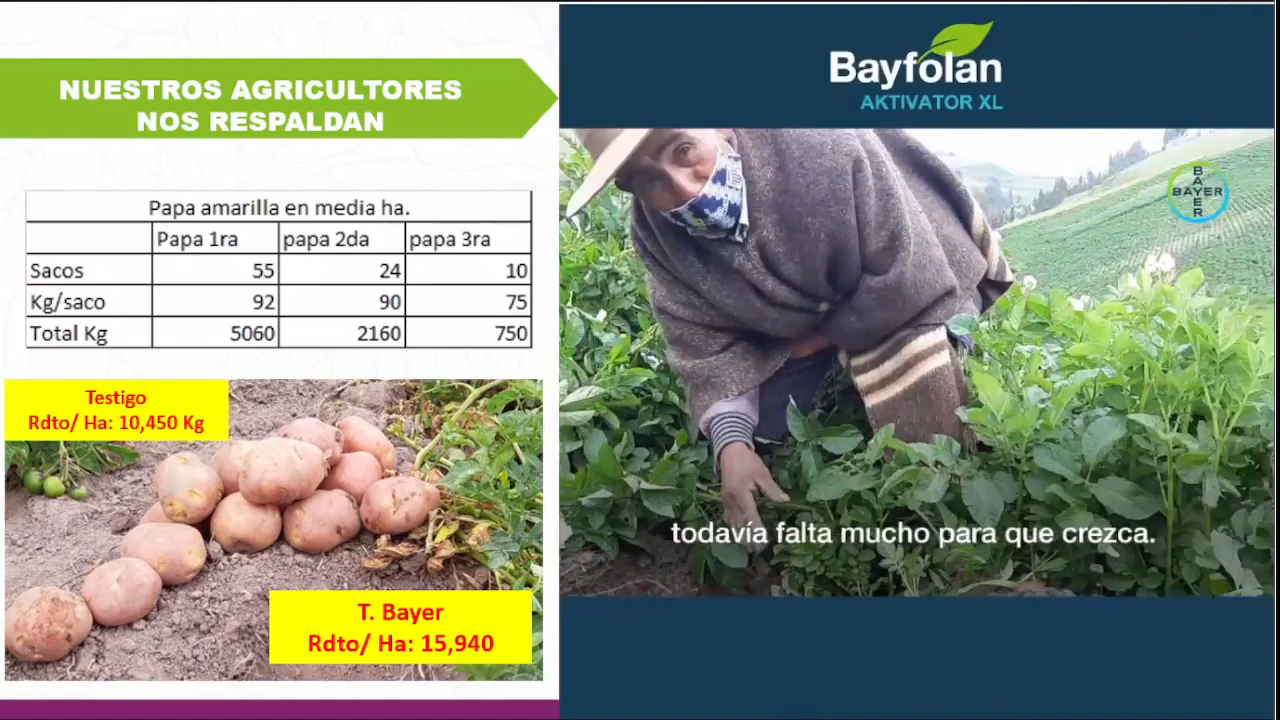 NUESTROS AGRICULTORES
NOS RESPALDAN
Papa amarilla en media ha.
Papa 1ra papa 2da papa 3ra
Sacos 55 24 10
Kg/saco 92 90 75
Total Kg 5060 2160 750
Testigo
Rdto/ Ha: 10,450 Kg
T. Bayer
Rdto/ Ha: 15,940
Bayfolan
AKTIVATOR XL
BAYER
BAYER
todavía falta mucho para que crezca.